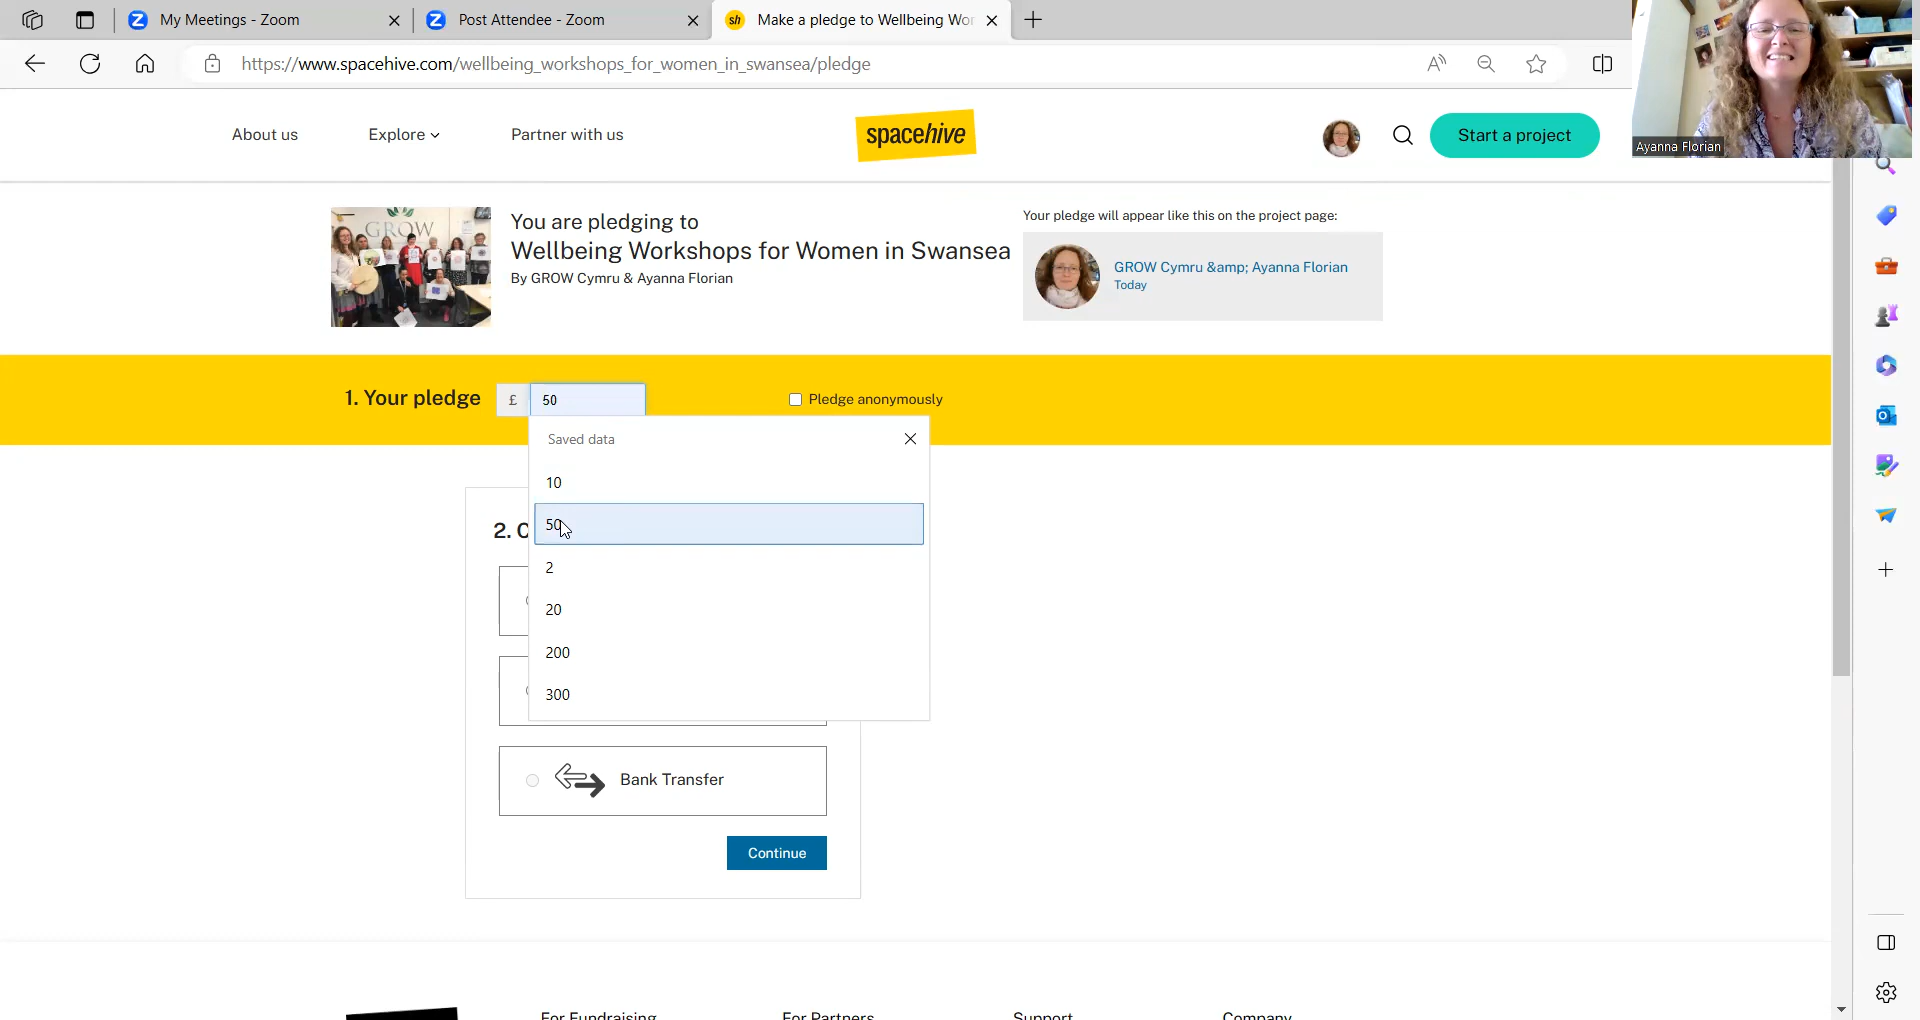 My Meetings - Zoom
Post Attendee - Zoom
Make a pledge to Wellbeing Wor
https://www.spacehive.com/wellbeing_workshops_for_women_in_swansea/pledge
About us
Explore
Partner with us
spacehive
Start a project
Ayanna Florian
GROW
You are pledging to
Wellbeing Workshops for Women in Swansea
By GROW Cymru & Ayanna Florian
Your pledge will appear like this on the project page:
GROW Cymru &amp; Ayanna Florian
Today
1. Your pledge
£
50
Pledge anonymously
Saved data
10
50
2
20
200
300
2. C
Bank Transfer
Continue
For Fundraising
For Partners
Support
Company